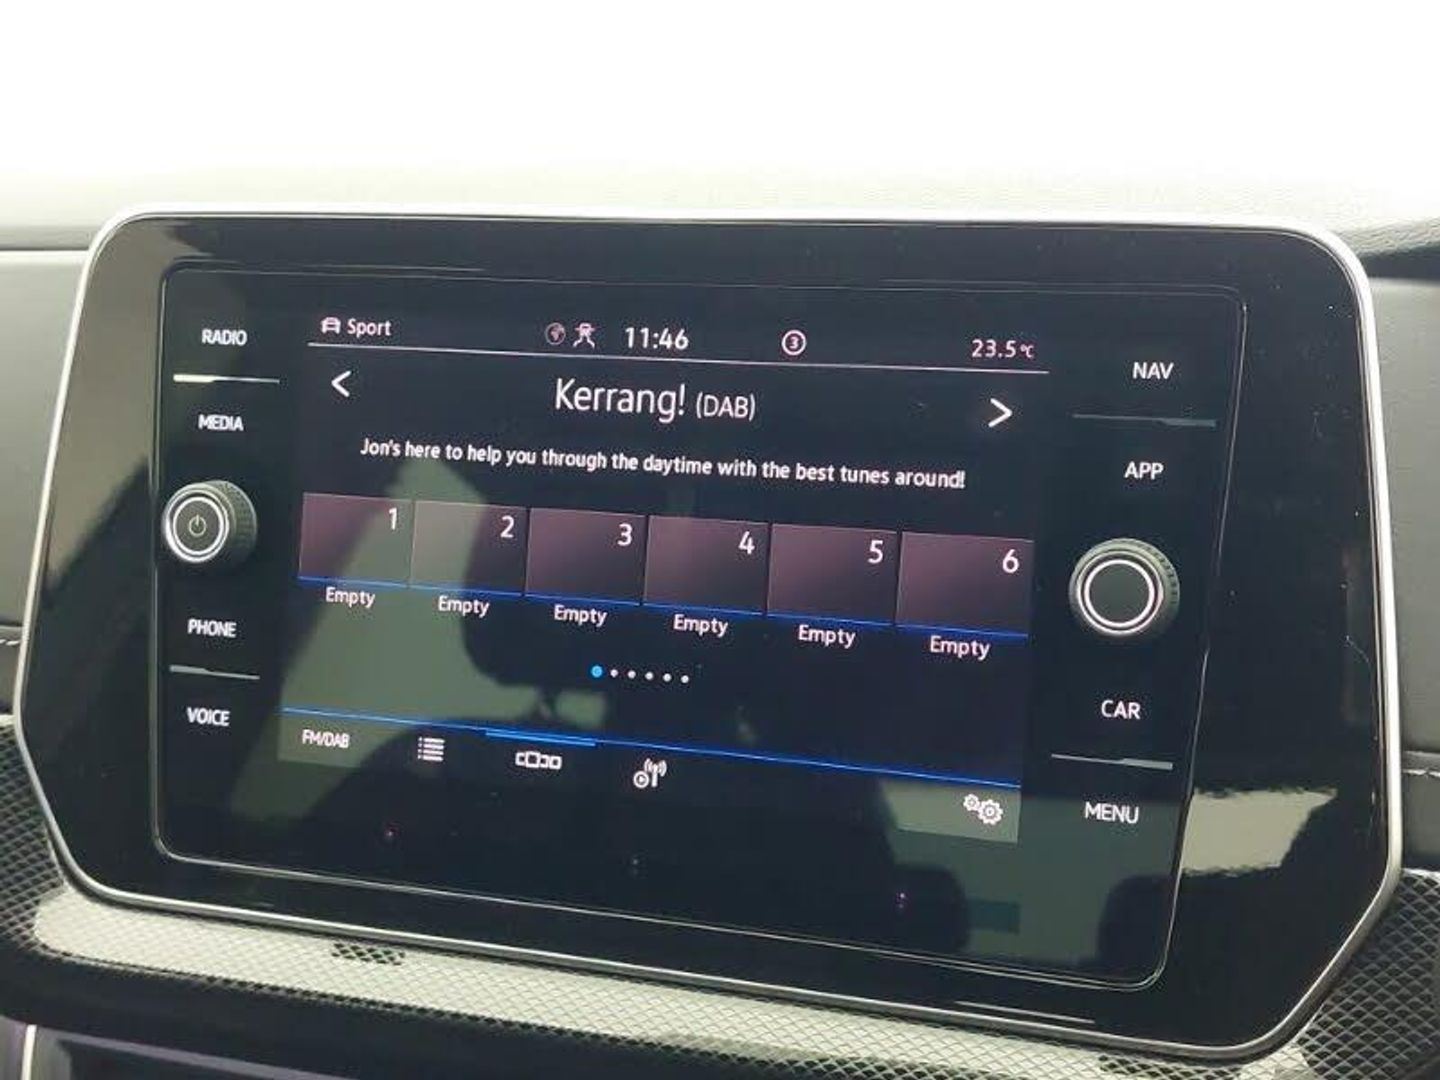 RADIO
MEDIA
PHONE
VOICE
Sport
11:46
3
23.5°C
Kerrang! (DAB)
Jon's here to help you through the daytime with the best tunes around!
1 2 3 4 5 6
Empty Empty Empty Empty Empty Empty
FM/DAB
NAV
APP
CAR
MENU